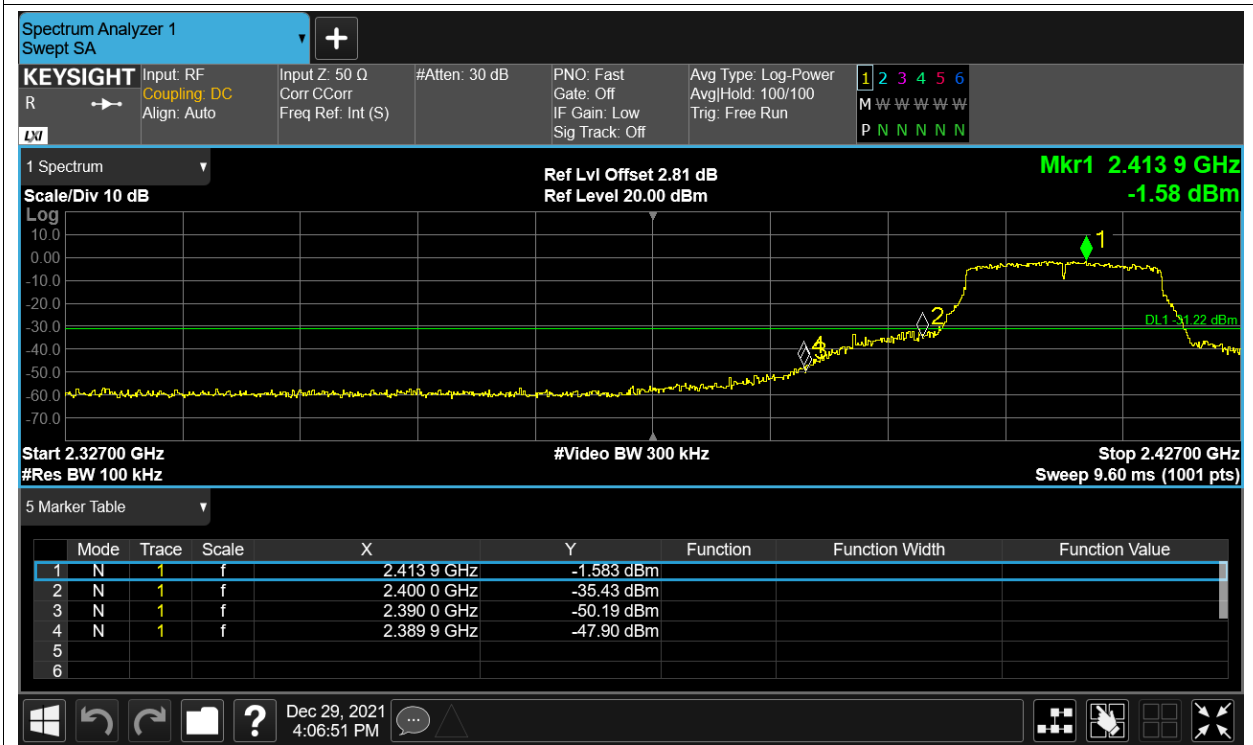 Spectrum Analyzer 1
Swept SA
+
KEYSIGHT
R
LXI
Input: RF
Coupling: DC
Align: Auto
Input Z: 50 Ω
Corr CCorr
Freq Ref: Int (S)
#Atten: 30 dB
PNO: Fast
Gate: Off
IF Gain: Low
Sig Track: Off
Avg Type: Log-Power
Avg|Hold: 100/100
Trig: Free Run
1 2 3 4 5 6
M W W W W W
P N N N N N
1 Spectrum
Scale/Div 10 dB
Ref Lvl Offset 2.81 dB
Ref Level 20.00 dBm
Mkr1 2.413 9 GHz
-1.58 dBm
Log
10.0
0.00
-10.0
-20.0
-30.0
-40.0
-50.0
-60.0
-70.0
1
2
4
3
DL1 -31.22 dBm
Start 2.32700 GHz
#Video BW 300 kHz
Stop 2.42700 GHz
#Res BW 100 kHz
Sweep 9.60 ms (1001 pts)
5 Marker Table
Mode Trace Scale X Y Function Function Width Function Value
1 N 1 f 2.413 9 GHz -1.583 dBm
2 N 1 f 2.400 0 GHz -35.43 dBm
3 N 1 f 2.390 0 GHz -50.19 dBm
4 N 1 f 2.389 9 GHz -47.90 dBm
5
6
?
Dec 29, 2021
4:06:51 PM